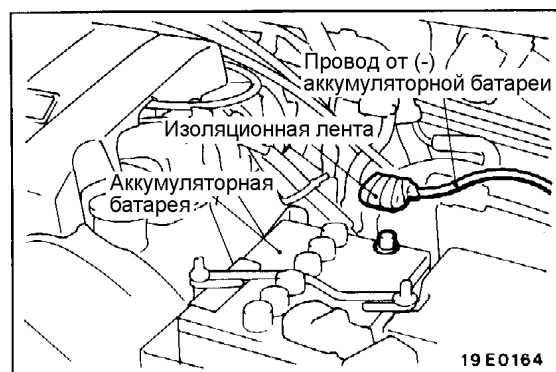 Провод от (-)
аккумуляторной батареи
Изоляционная лента
Аккумуляторная
батарея
19E0164